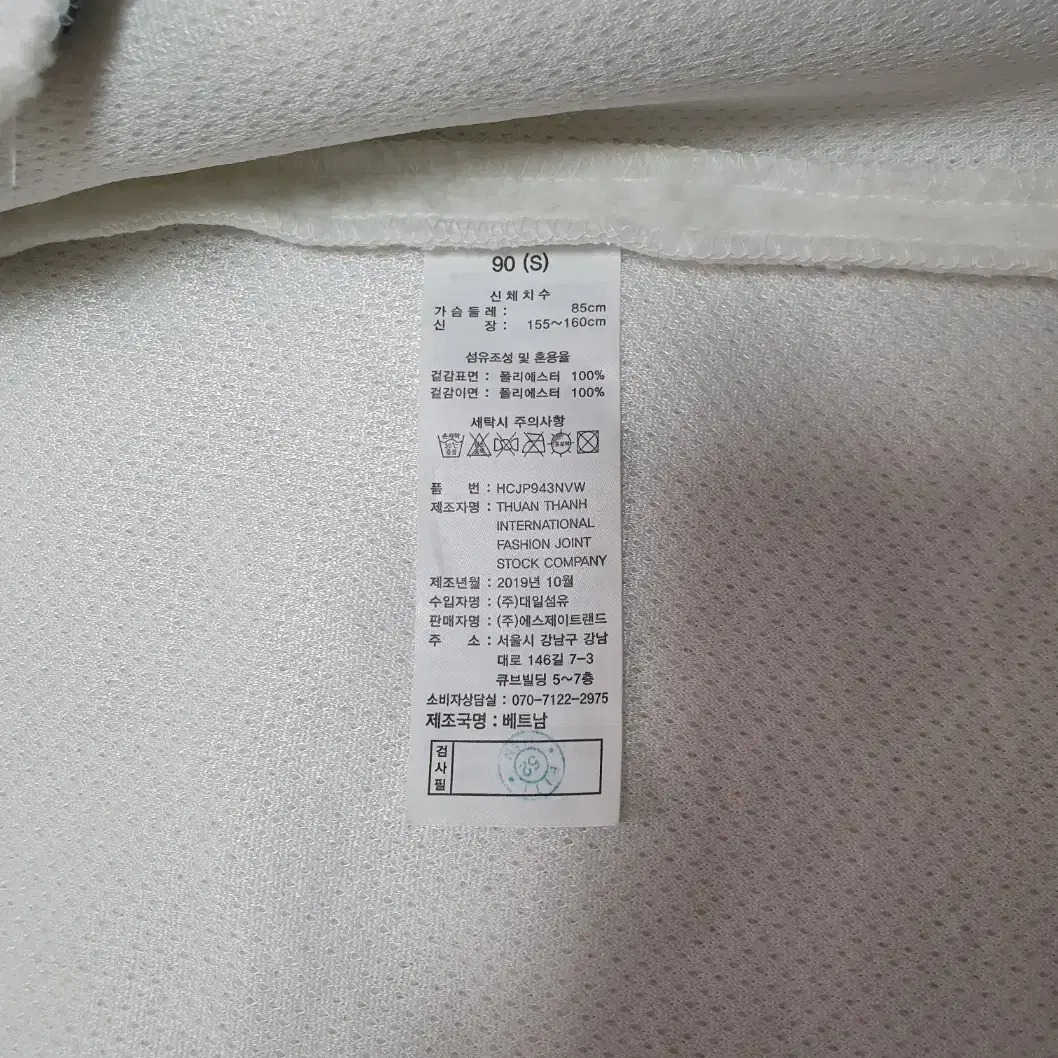 90 (S)
신체치수
가슴둘레 : 85cm
신 장 : 155~160cm
섬유조성 및 혼용율
겉감표면 : 폴리에스터 100%
겉감이면 : 폴리에스터 100%
세탁시 주의사항
손세탁
중성
품 번 : HCJP943NVW
제조자명 : THUAN THANH
INTERNATIONAL
FASHION JOINT
STOCK COMPANY
제조년월 : 2019년 10월
수입자명 : (주)대일섬유
판매자명 : (주)에스제이트랜드
주 소 : 서울시 강남구 강남
대로 146길 7-3
큐브빌딩 5~7층
소비자상담실 : 070-7122-2975
제조국명 : 베트남
검사필